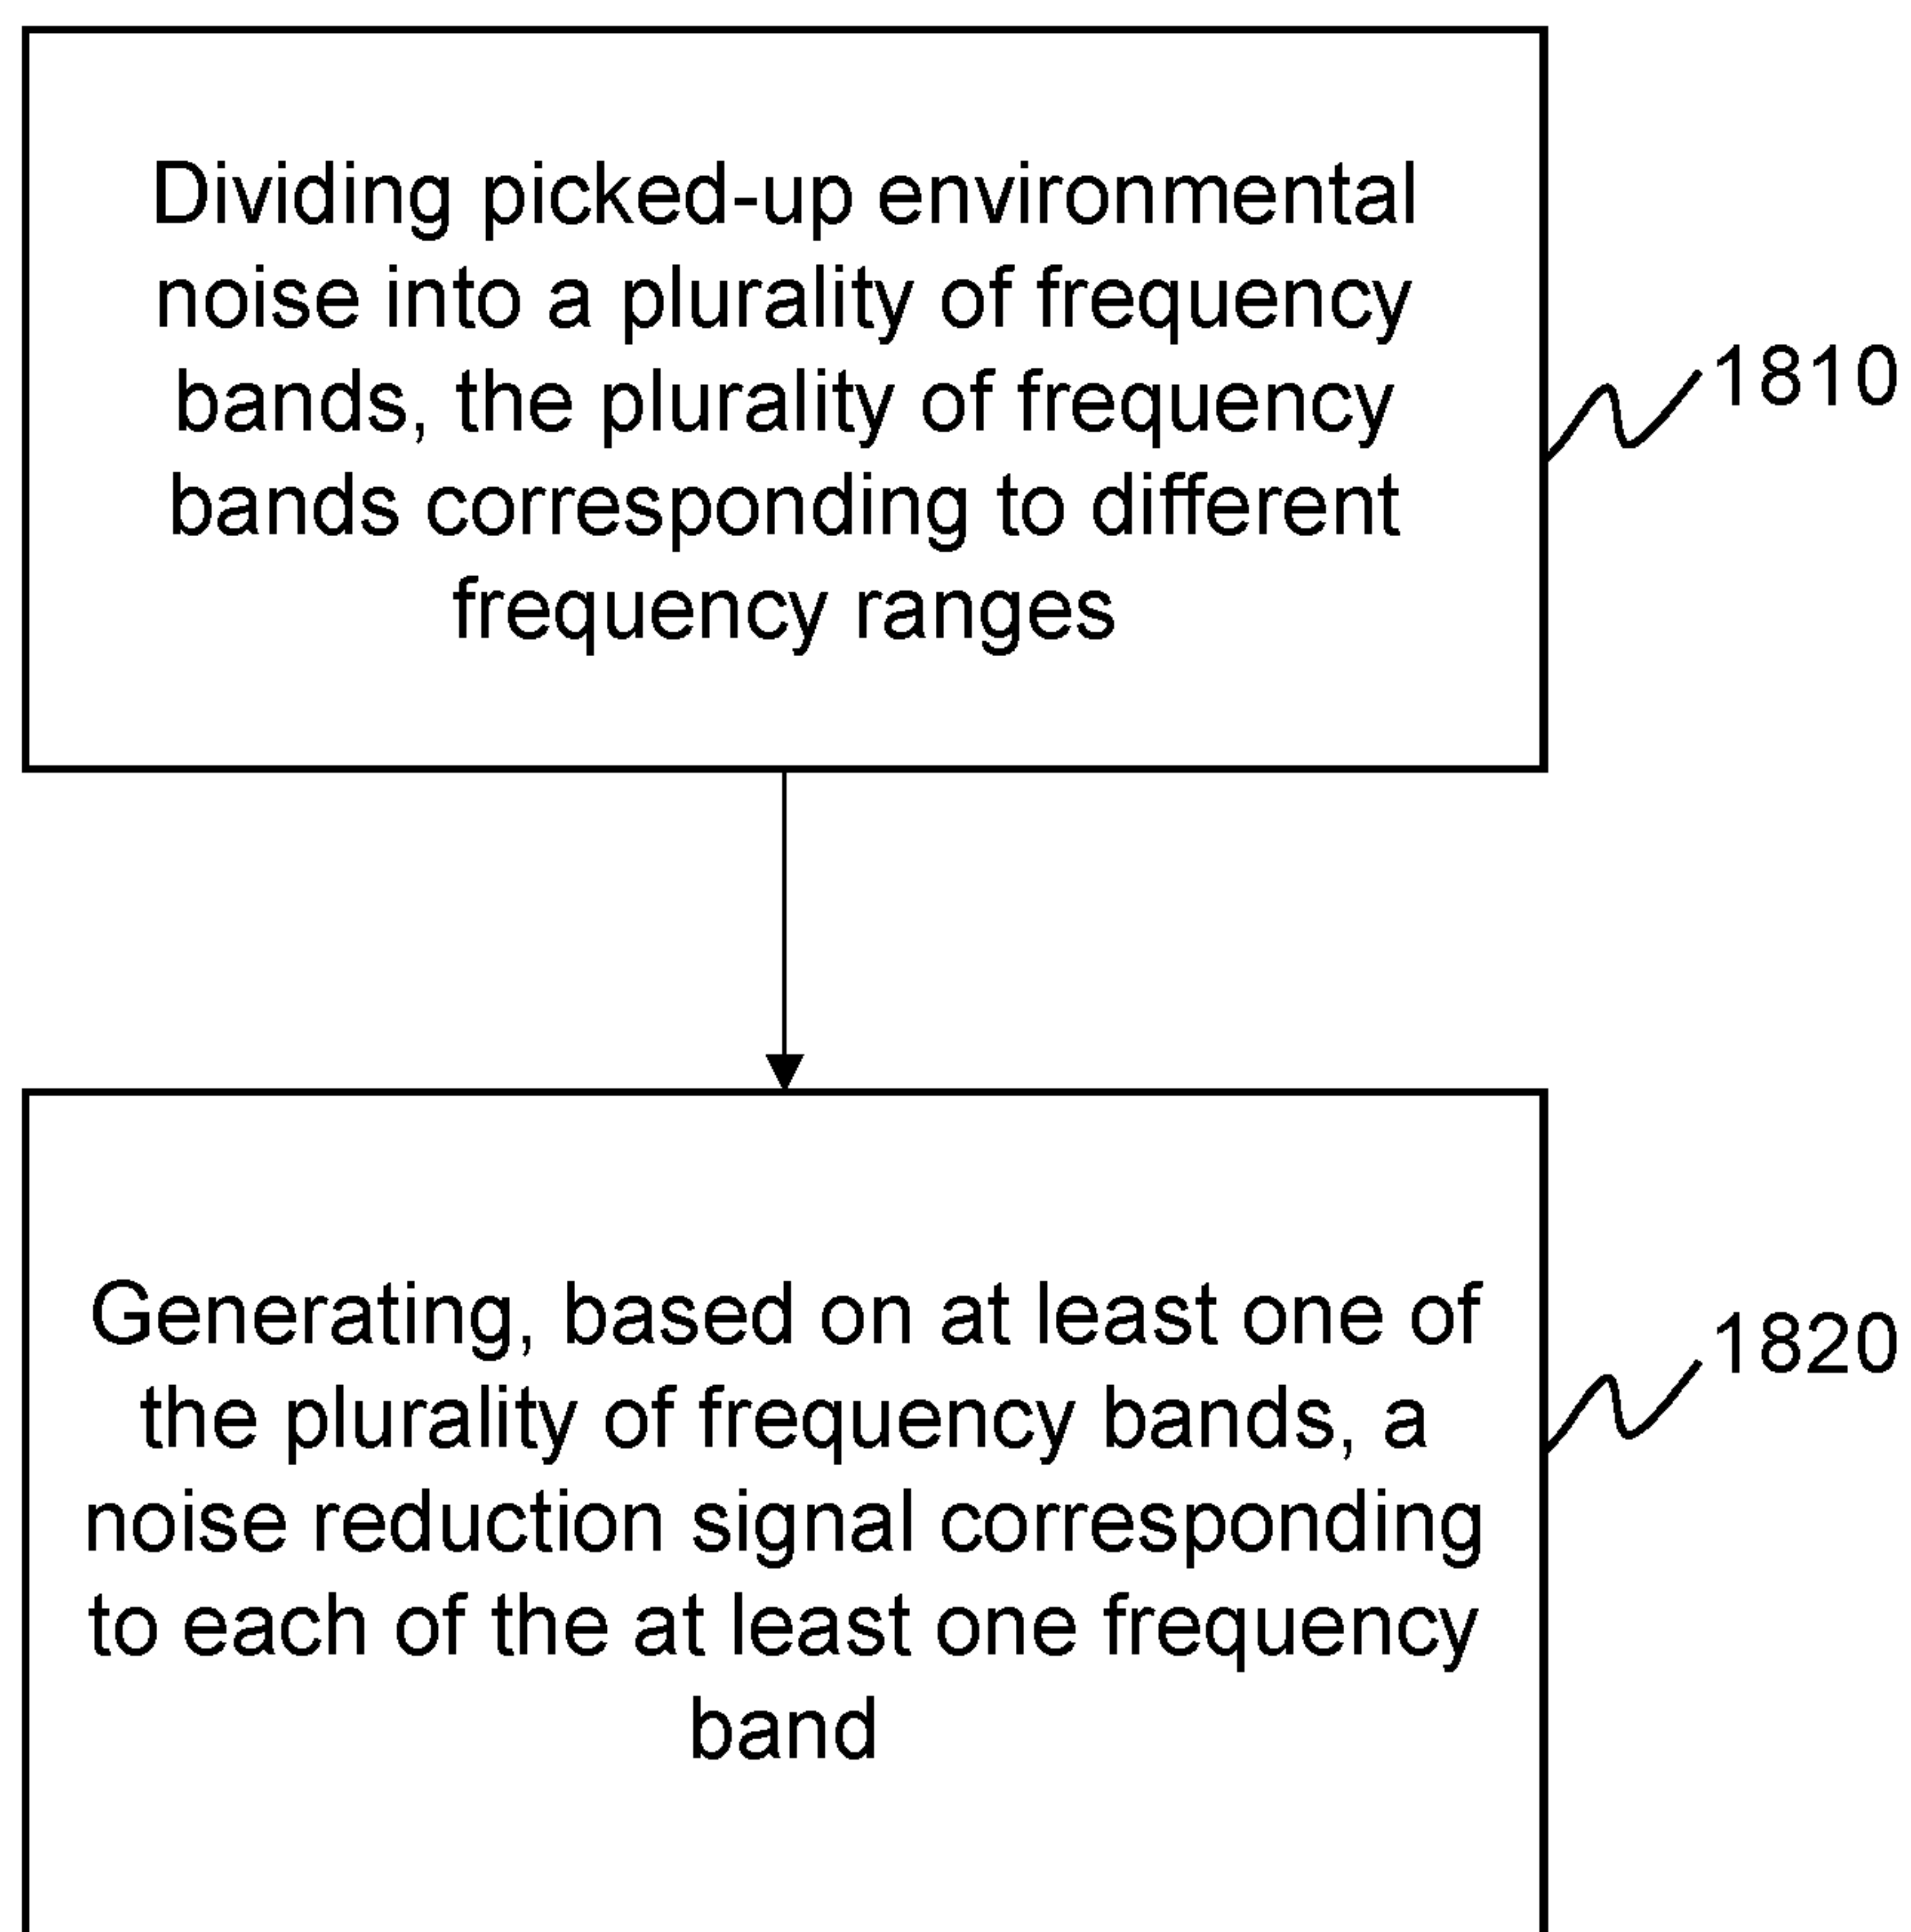 Dividing picked-up environmental
noise into a plurality of frequency
bands, the plurality of frequency
bands corresponding to different
frequency ranges
1810
Generating, based on at least one of
the plurality of frequency bands, a
noise reduction signal corresponding
to each of the at least one frequency
band
1820